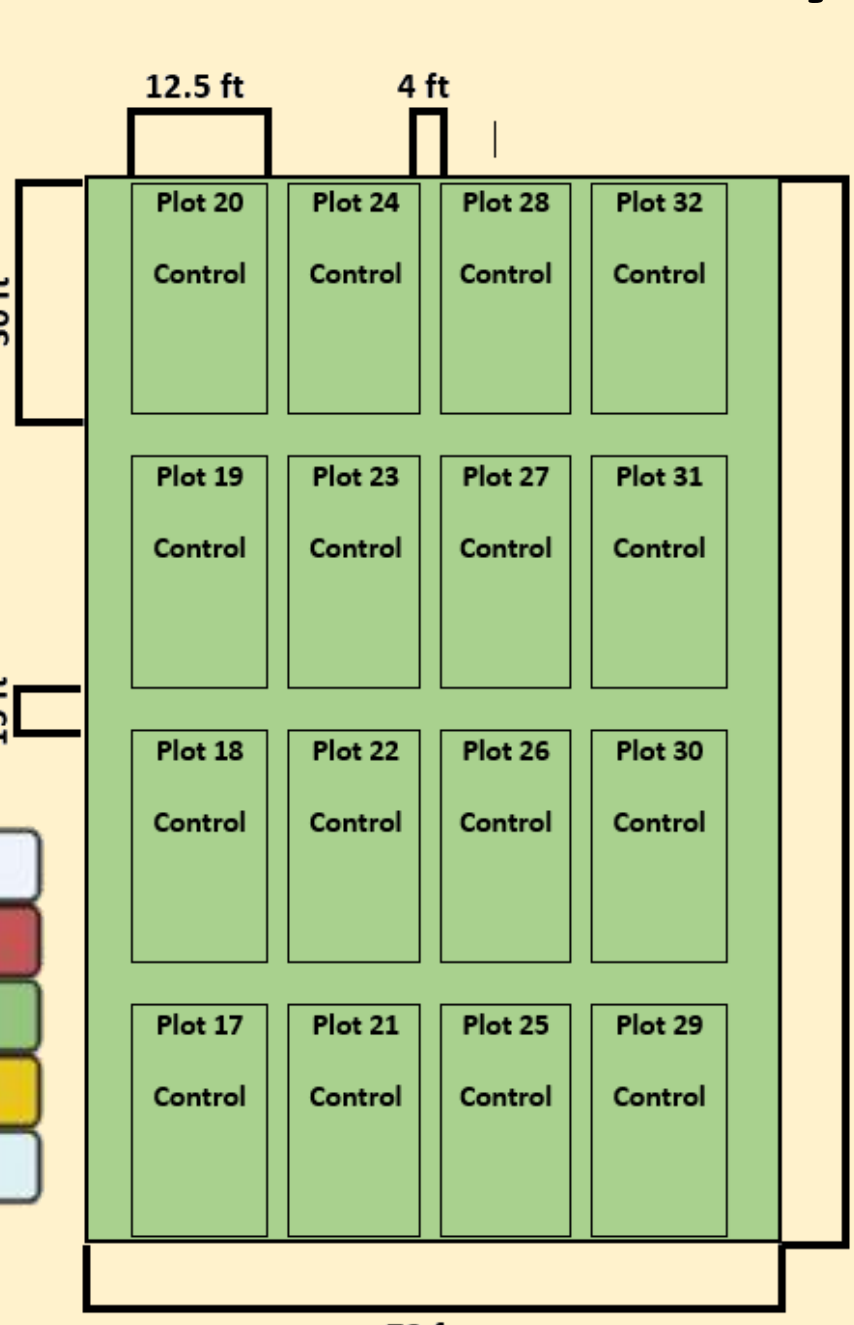 12.5 ft 4 ft
Plot 20 Plot 24 Plot 28 Plot 32
Control Control Control Control
Plot 19 Plot 23 Plot 27 Plot 31
Control Control Control Control
Plot 18 Plot 22 Plot 26 Plot 30
Control Control Control Control
Plot 17 Plot 21 Plot 25 Plot 29
Control Control Control Control